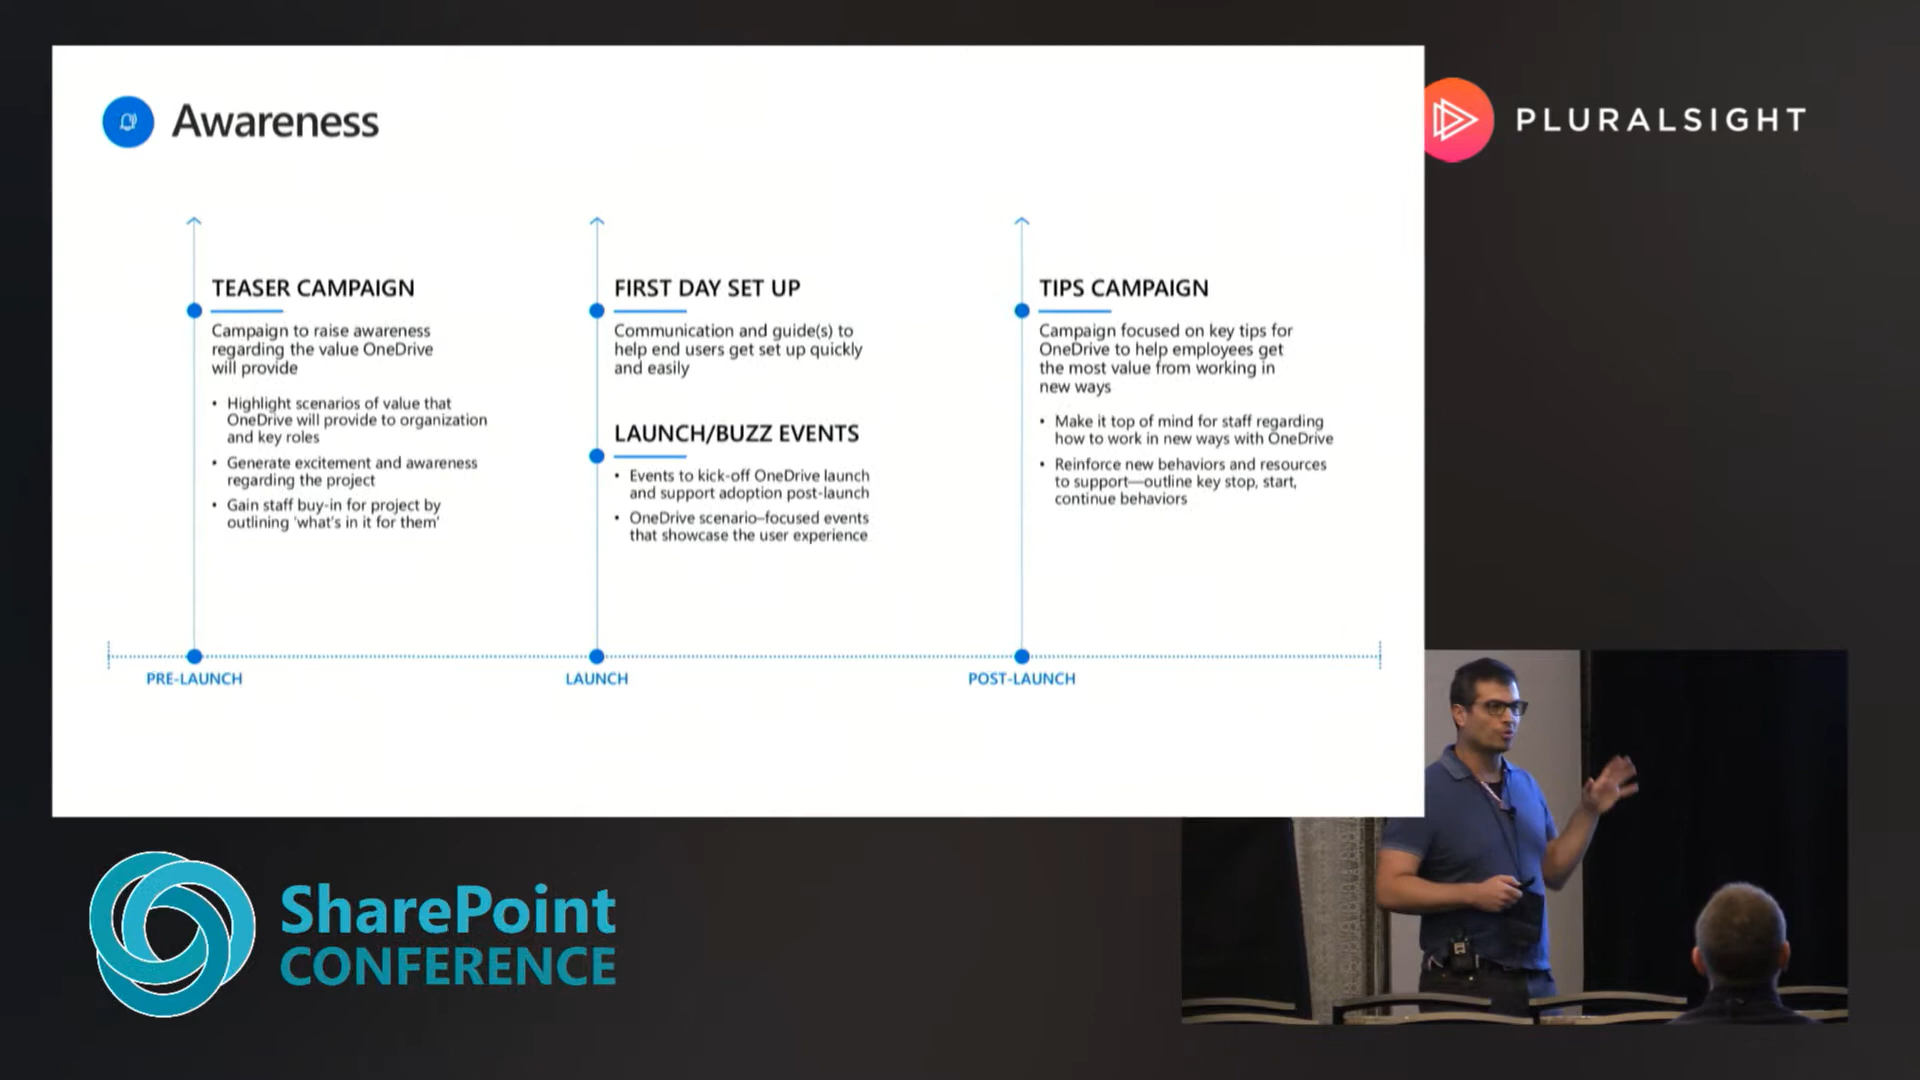 Awareness
PLURALSIGHT
TEASER CAMPAIGN
Campaign to raise awareness
regarding the value OneDrive
will provide
• Highlight scenarios of value that
OneDrive will provide to organization
and key roles
• Generate excitement and awareness
regarding the project
• Gain staff buy-in for project by
outlining ‘what’s in it for them’
FIRST DAY SET UP
Communication and guide(s) to
help end users get set up quickly
and easily
LAUNCH/BUZZ EVENTS
• Events to kick-off OneDrive launch
and support adoption post-launch
• OneDrive scenario–focused events
that showcase the user experience
TIPS CAMPAIGN
Campaign focused on key tips for
OneDrive to help employees get
the most value from working in
new ways
• Make it top of mind for staff regarding
how to work in new ways with OneDrive
• Reinforce new behaviors and resources
to support—outline key stop, start,
continue behaviors
PRE-LAUNCH
LAUNCH
POST-LAUNCH
SharePoint
CONFERENCE